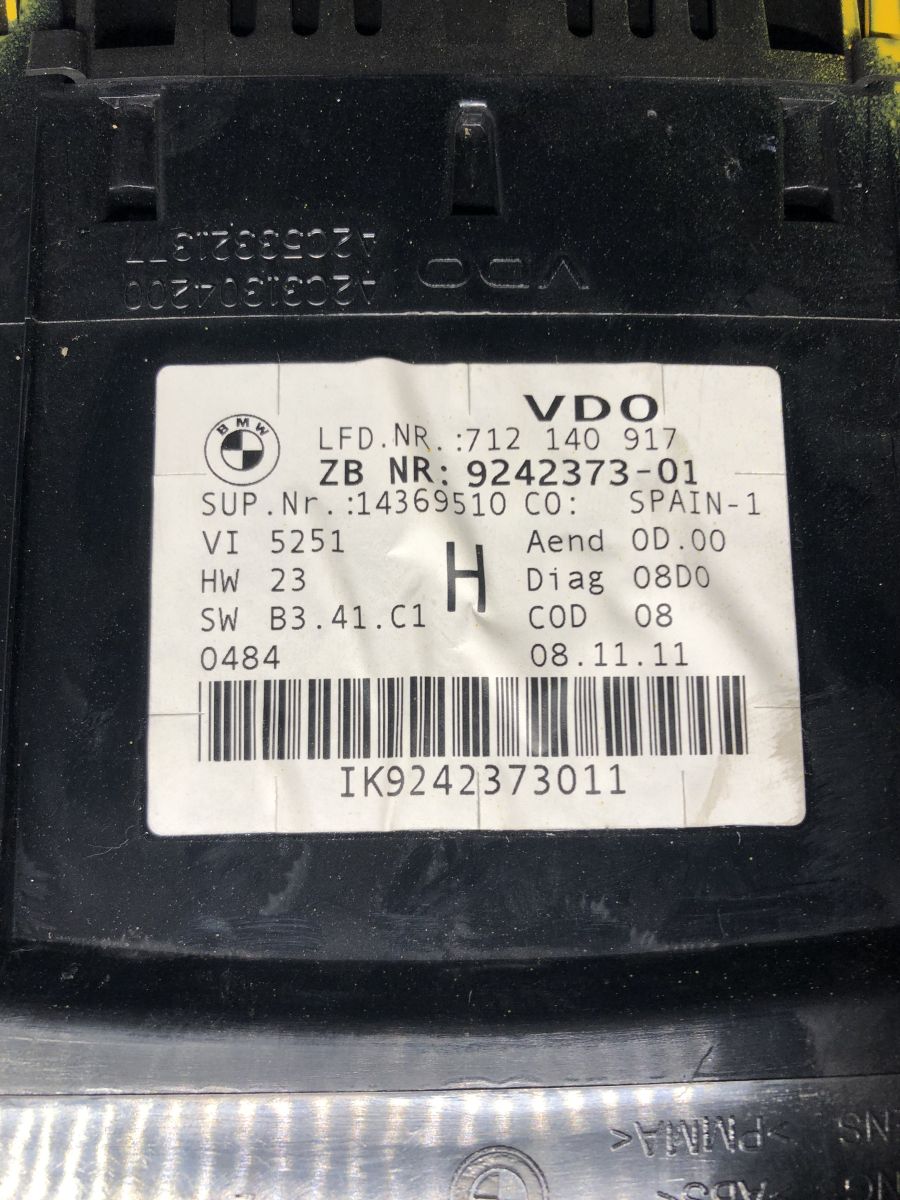 A2C53321377
A2C31304200 VDO
BMW
VDO
LFD.NR.:712 140 917
ZB NR: 9242373-01
SUP.Nr.:14369510 CO: SPAIN-1
VI 5251 Aend 0D.00
HW 23 H Diag 08D0
SW B3.41.C1 COD 08
0484 08.11.11
IK9242373011
>PMMA<
ABS<